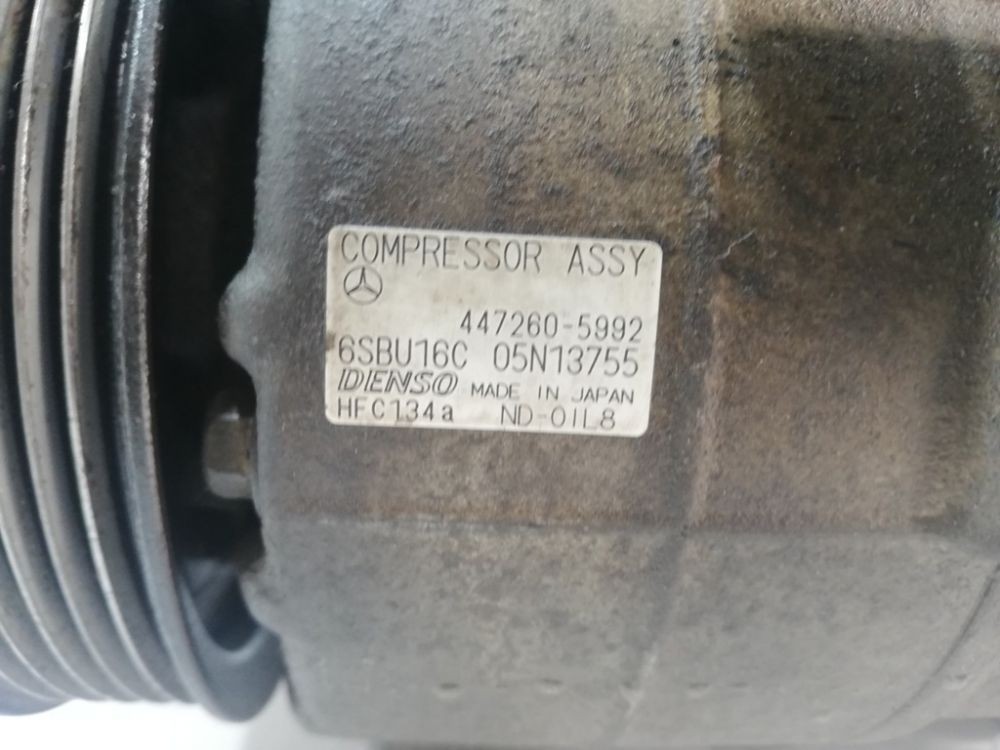 COMPRESSOR ASSY
447260-5992
6SBU16C 05N13755
DENSO MADE IN JAPAN
HFC134a ND-OIL8